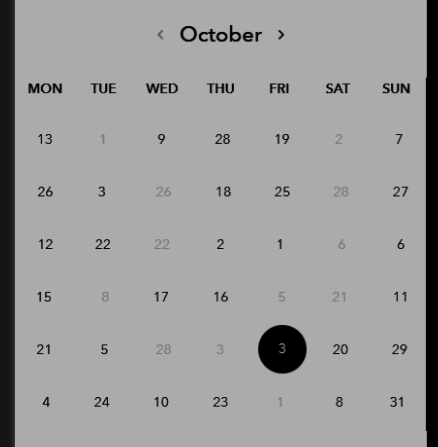 ‹ October ›
MON TUE WED THU FRI SAT SUN
13 1 9 28 19 2 7
26 3 26 18 25 28 27
12 22 22 2 1 6 6
15 8 17 16 5 21 11
21 5 28 3 3 20 29
4 24 10 23 1 8 31